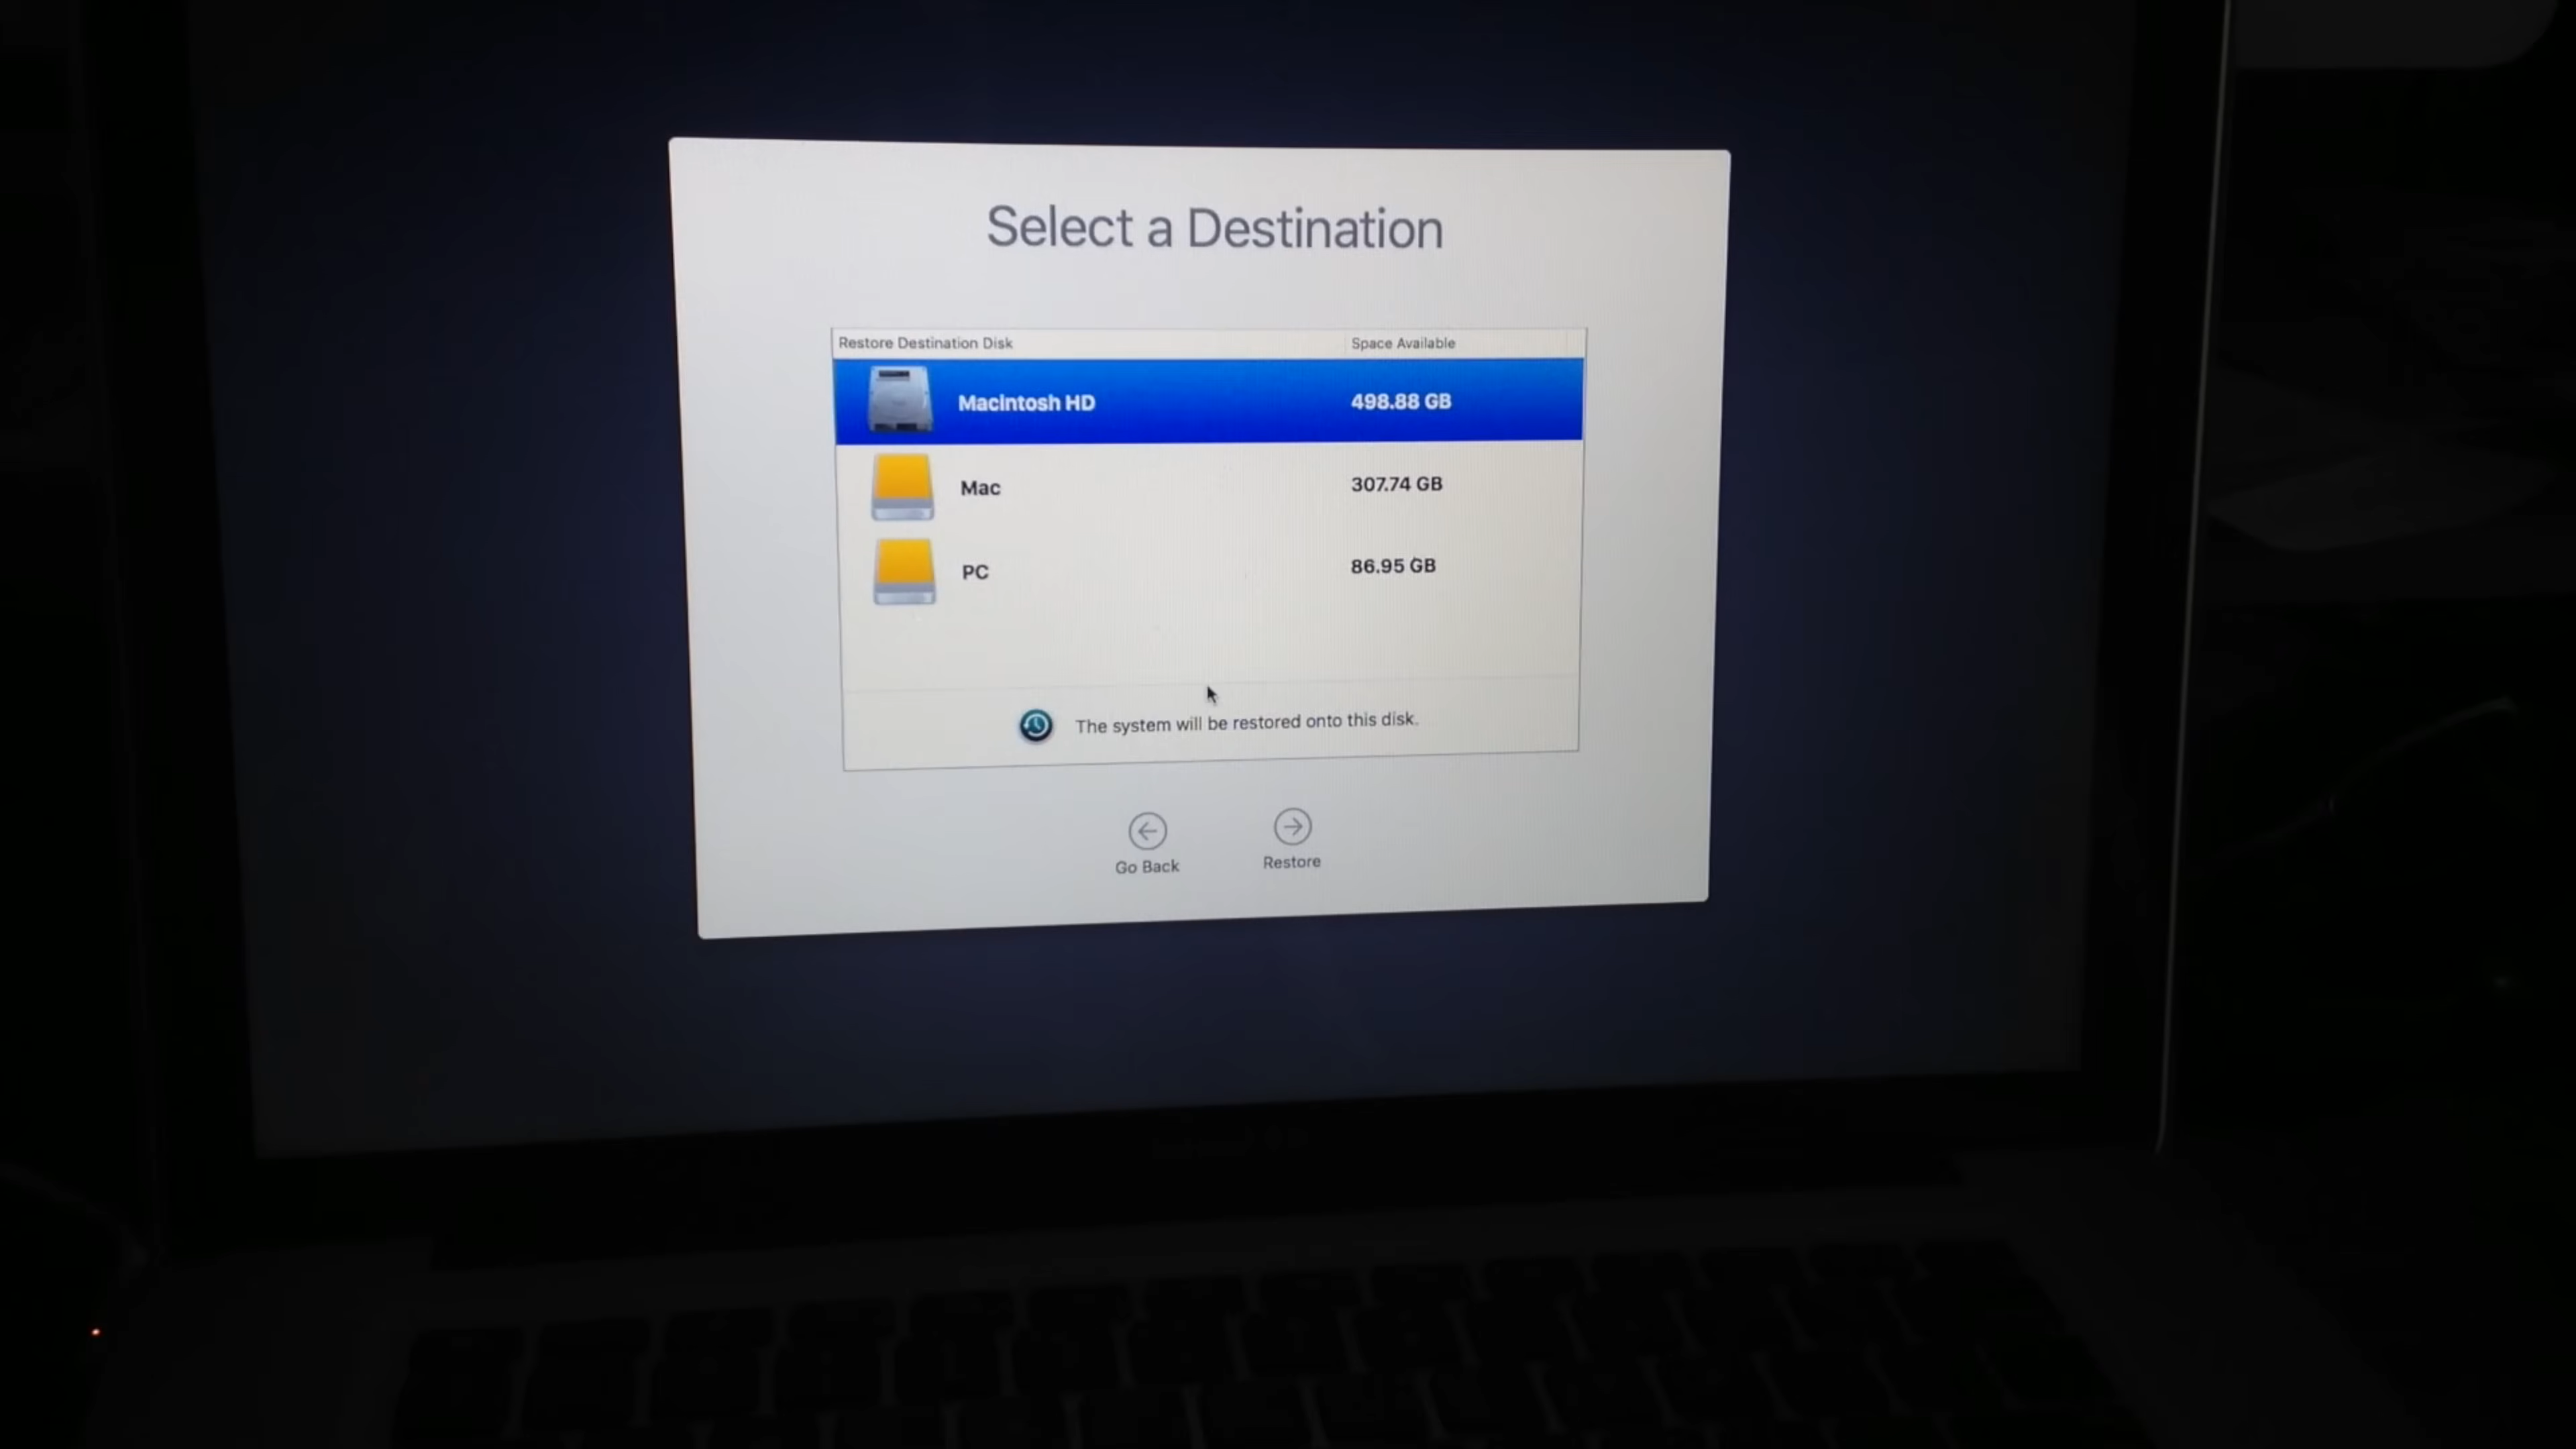 Select a Destination
Restore Destination Disk Space Available
Macintosh HD 498.88 GB
Mac 307.74 GB
PC 86.95 GB
The system will be restored onto this disk.
Go Back Restore